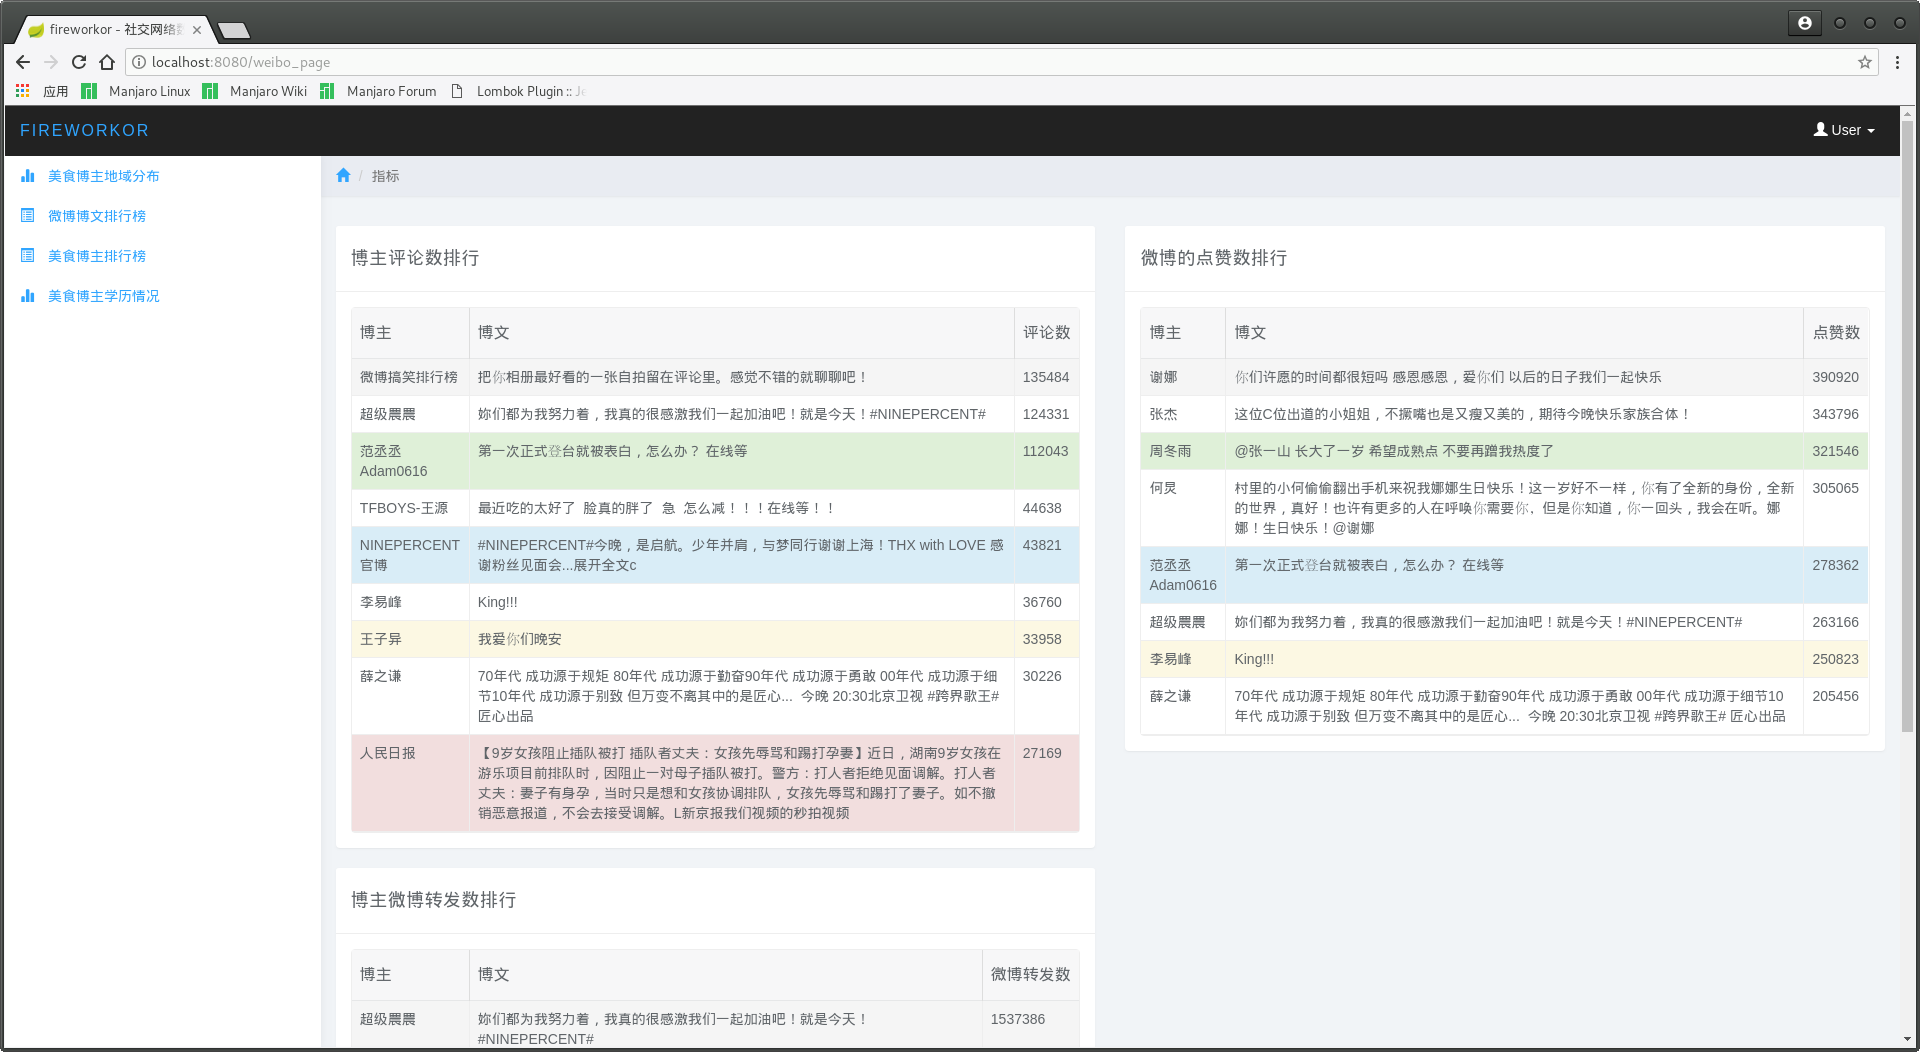 fireworkor - 社交网络
localhost:8080/weibo_page
应用 Manjaro Linux Manjaro Wiki Manjaro Forum Lombok Plugin :: Je
FIREWORKOR
User
美食博主地域分布
微博博文排行榜
美食博主排行榜
美食博主学历情况
/ 指标
博主评论数排行
博主 博文 评论数
微博搞笑排行榜 把你相册最好看的一张自拍留在评论里。感觉不错的就聊聊吧！ 135484
超级晨晨 妳们都为我努力着，我真的很感激我们一起加油吧！就是今天！#NINEPERCENT# 124331
范丞丞 第一次正式登台就被表白，怎么办？ 在线等 112043
Adam0616
TFBOYS-王源 最近吃的太好了 脸真的胖了 急 怎么减！！！在线等！！ 44638
NINEPERCENT #NINEPERCENT#今晚，是启航。少年并肩，与梦同行谢谢上海！THX with LOVE 感 43821
官博 谢粉丝见面会...展开全文c
李易峰 King!!! 36760
王子异 我爱你们晚安 33958
薛之谦 70年代 成功源于规矩 80年代 成功源于勤奋90年代 成功源于勇敢 00年代 成功源于细 30226
节10年代 成功源于别致 但万变不离其中的是匠心... 今晚 20:30北京卫视 #跨界歌王#
匠心出品
人民日报 【9岁女孩阻止插队被打 插队者丈夫：女孩先辱骂和踢打孕妻】近日，湖南9岁女孩在 27169
游乐项目前排队时，因阻止一对母子插队被打。警方：打人者拒绝见面调解。打人者
丈夫：妻子有身孕，当时只是想和女孩协调排队，女孩先辱骂和踢打了妻子。如不撤
销恶意报道，不会去接受调解。L新京报我们视频的秒拍视频
微博的点赞数排行
博主 博文 点赞数
谢娜 你们许愿的时间都很短吗 感恩感恩，爱你们 以后的日子我们一起快乐 390920
张杰 这位C位出道的小姐姐，不撅嘴也是又瘦又美的，期待今晚快乐家族合体！ 343796
周冬雨 @张一山 长大了一岁 希望成熟点 不要再蹭我热度了 321546
何炅 村里的小何偷偷翻出手机来祝我娜娜生日快乐！这一岁好不一样，你有了全新的身份，全新 305065
的世界，真好！也许有更多的人在呼唤你需要你．但是你知道，你一回头，我会在听。娜
娜！生日快乐！@谢娜
范丞丞 第一次正式登台就被表白，怎么办？ 在线等 278362
Adam0616
超级晨晨 妳们都为我努力着，我真的很感激我们一起加油吧！就是今天！#NINEPERCENT# 263166
李易峰 King!!! 250823
薛之谦 70年代 成功源于规矩 80年代 成功源于勤奋90年代 成功源于勇敢 00年代 成功源于细节10 205456
年代 成功源于别致 但万变不离其中的是匠心... 今晚 20:30北京卫视 #跨界歌王# 匠心出品
博主微博转发数排行
博主 博文 微博转发数
超级晨晨 妳们都为我努力着，我真的很感激我们一起加油吧！就是今天！ 1537386
#NINEPERCENT#